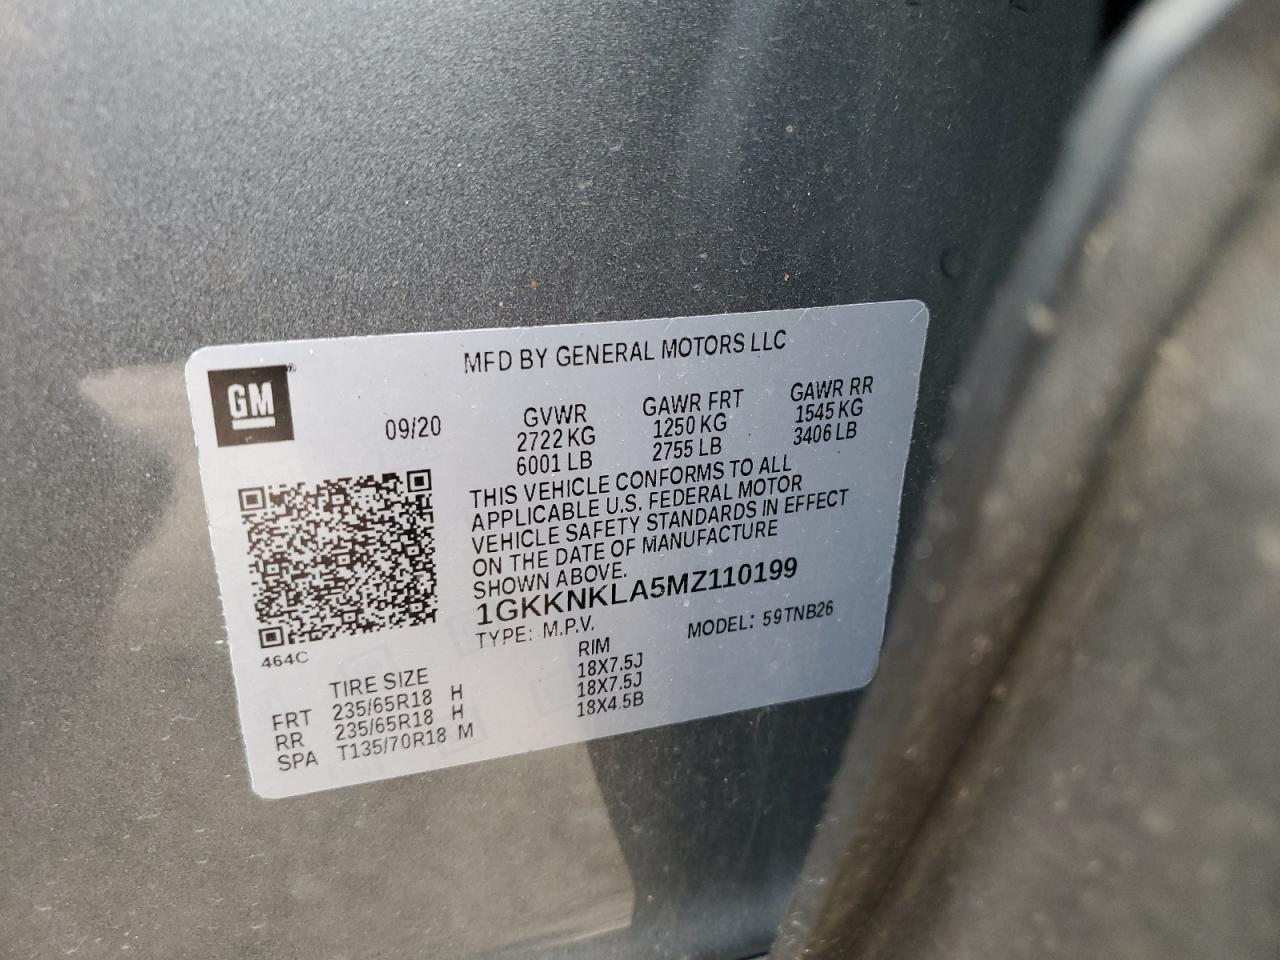 MFD BY GENERAL MOTORS LLC
GM®
09/20
GVWR
2722 KG
6001 LB
GAWR FRT
1250 KG
2755 LB
GAWR RR
1545 KG
3406 LB
THIS VEHICLE CONFORMS TO ALL
APPLICABLE U.S. FEDERAL MOTOR
VEHICLE SAFETY STANDARDS IN EFFECT
ON THE DATE OF MANUFACTURE
SHOWN ABOVE.
1GKKNKLA5MZ110199
TYPE: M.P.V. MODEL: 59TNB26
464C
TIRE SIZE RIM
FRT 235/65R18 H 18X7.5J
RR 235/65R18 H 18X7.5J
SPA T135/70R18 M 18X4.5B